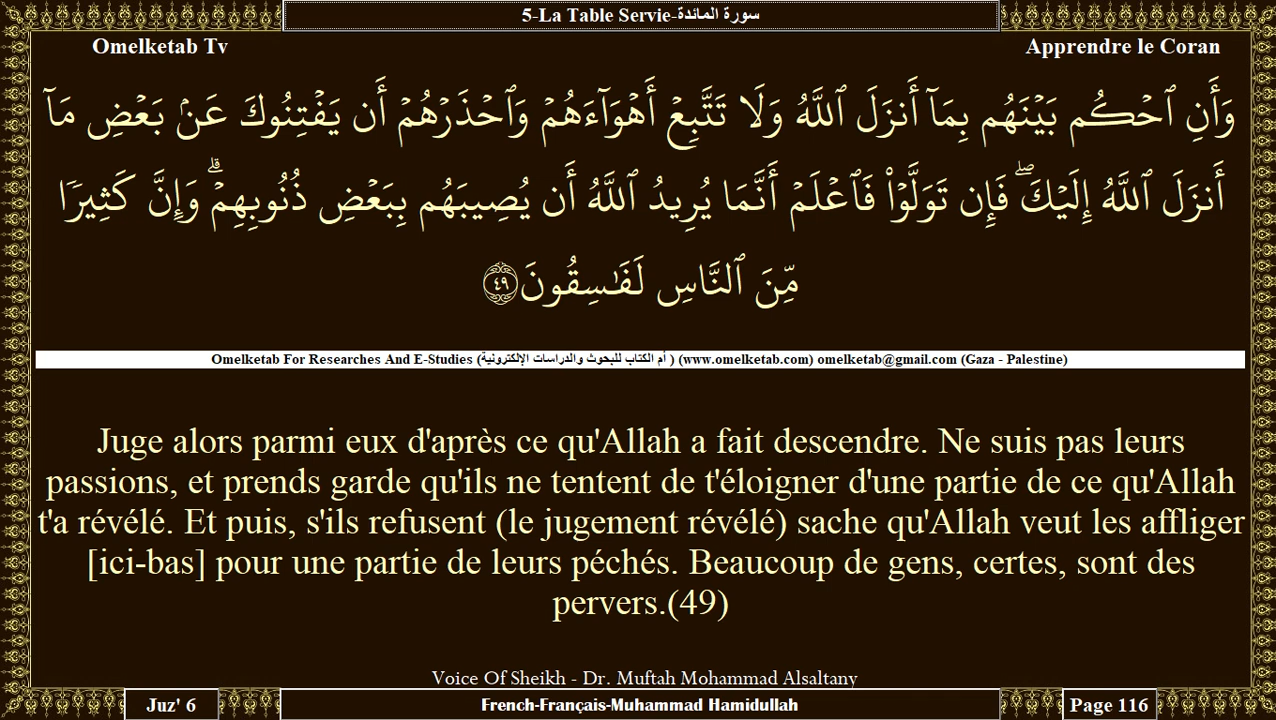 5-La Table Servie-سورة المائدة
Omelketab Tv
Apprendre le Coran
وَأَنِ ٱحۡكُم بَيۡنَهُم بِمَآ أَنزَلَ ٱللَّهُ وَلَا تَتَّبِعۡ أَهۡوَآءَهُمۡ وَٱحۡذَرۡهُمۡ أَن يَفۡتِنُوكَ عَنۢ بَعۡضِ مَآ
أَنزَلَ ٱللَّهُ إِلَيۡكَۖ فَإِن تَوَلَّوۡاْ فَٱعۡلَمۡ أَنَّمَا يُرِيدُ ٱللَّهُ أَن يُصِيبَهُم بِبَعۡضِ ذُنُوبِهِمۡۗ وَإِنَّ كَثِيرٗا
مِّنَ ٱلنَّاسِ لَفَٰسِقُونَ ٤٩
Omelketab For Researches And E-Studies (أم الكتاب للبحوث والدراسات الإلكترونية ) (www.omelketab.com) omelketab@gmail.com (Gaza - Palestine)
Juge alors parmi eux d'après ce qu'Allah a fait descendre. Ne suis pas leurs
passions, et prends garde qu'ils ne tentent de t'éloigner d'une partie de ce qu'Allah
t'a révélé. Et puis, s'ils refusent (le jugement révélé) sache qu'Allah veut les affliger
[ici-bas] pour une partie de leurs péchés. Beaucoup de gens, certes, sont des
pervers.(49)
Voice Of Sheikh - Dr. Muftah Mohammad Alsaltany
Juz' 6
French-Français-Muhammad Hamidullah
Page 116